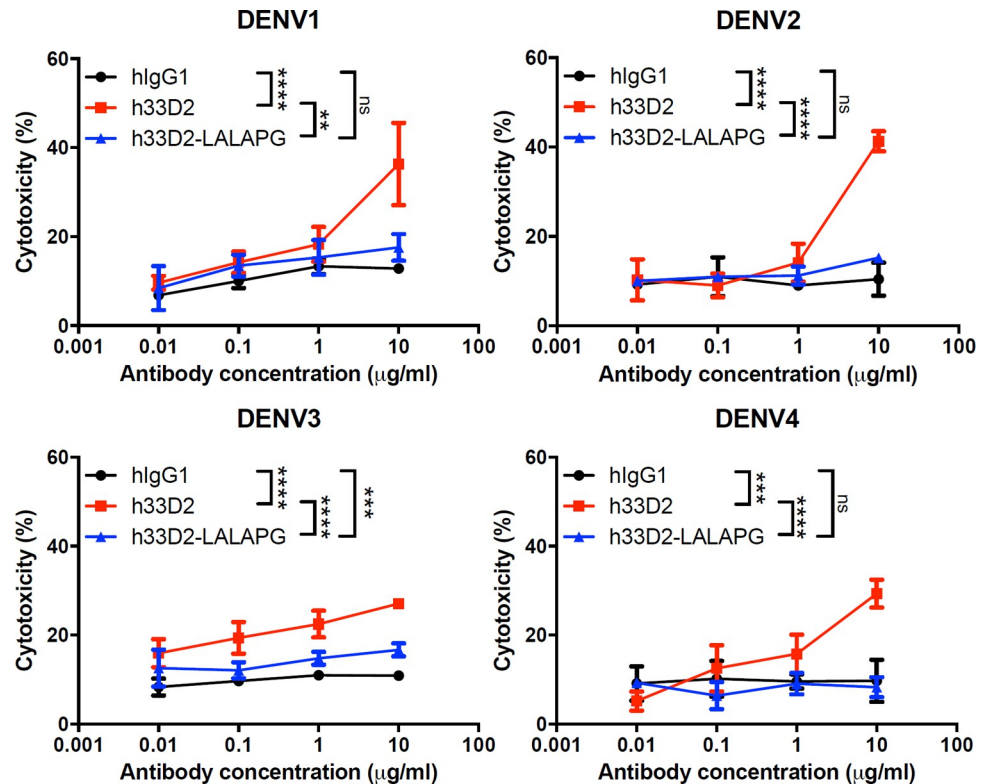 DENV1
60
40
20
0
Cytotoxicity (%)
hIgG1
h33D2
h33D2-LALAPG
****
**
ns
0.001 0.01 0.1 1 10 100
Antibody concentration (μg/ml)
DENV2
60
40
20
0
Cytotoxicity (%)
hIgG1
h33D2
h33D2-LALAPG
****
****
ns
0.001 0.01 0.1 1 10 100
Antibody concentration (μg/ml)
DENV3
60
40
20
0
Cytotoxicity (%)
hIgG1
h33D2
h33D2-LALAPG
****
****
***
0.001 0.01 0.1 1 10 100
Antibody concentration (μg/ml)
DENV4
60
40
20
0
Cytotoxicity (%)
hIgG1
h33D2
h33D2-LALAPG
***
****
ns
0.001 0.01 0.1 1 10 100
Antibody concentration (μg/ml)